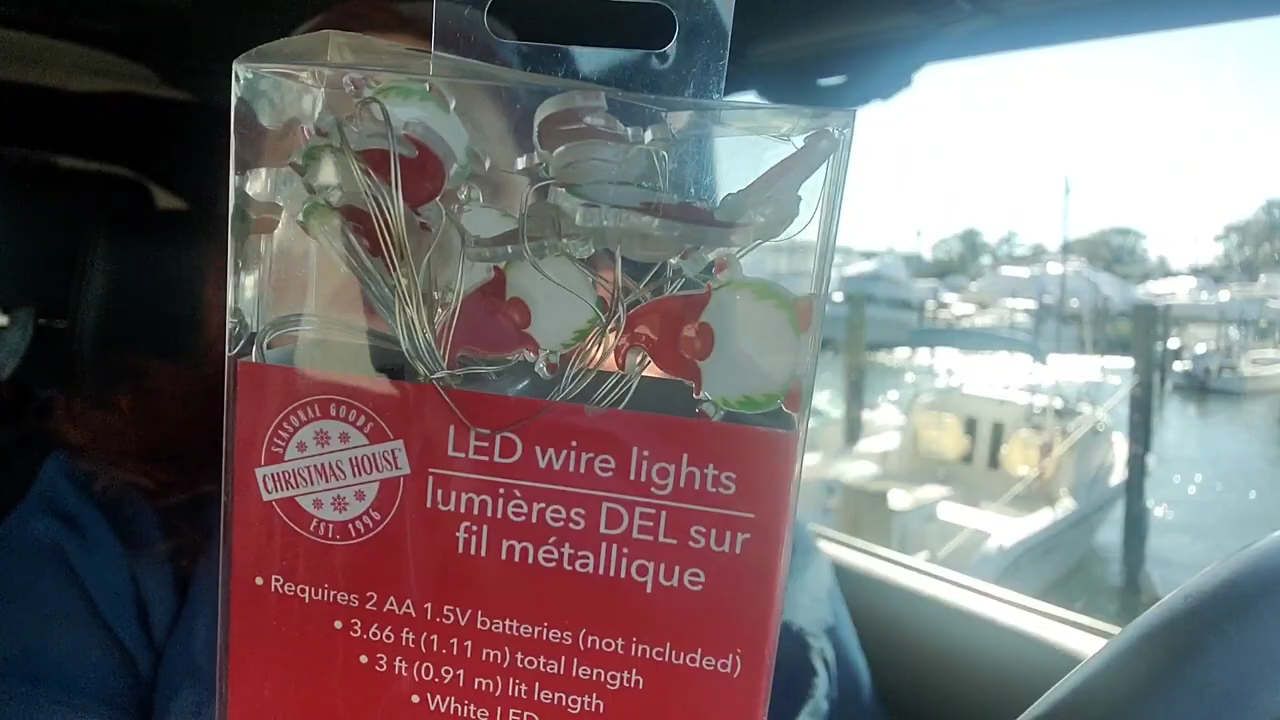 SEASONAL GOODS
CHRISTMAS HOUSE
EST. 1996
LED wire lights
lumières DEL sur
fil métallique
• Requires 2 AA 1.5V batteries (not included)
• 3.66 ft (1.11 m) total length
• 3 ft (0.91 m) lit length
• White LED